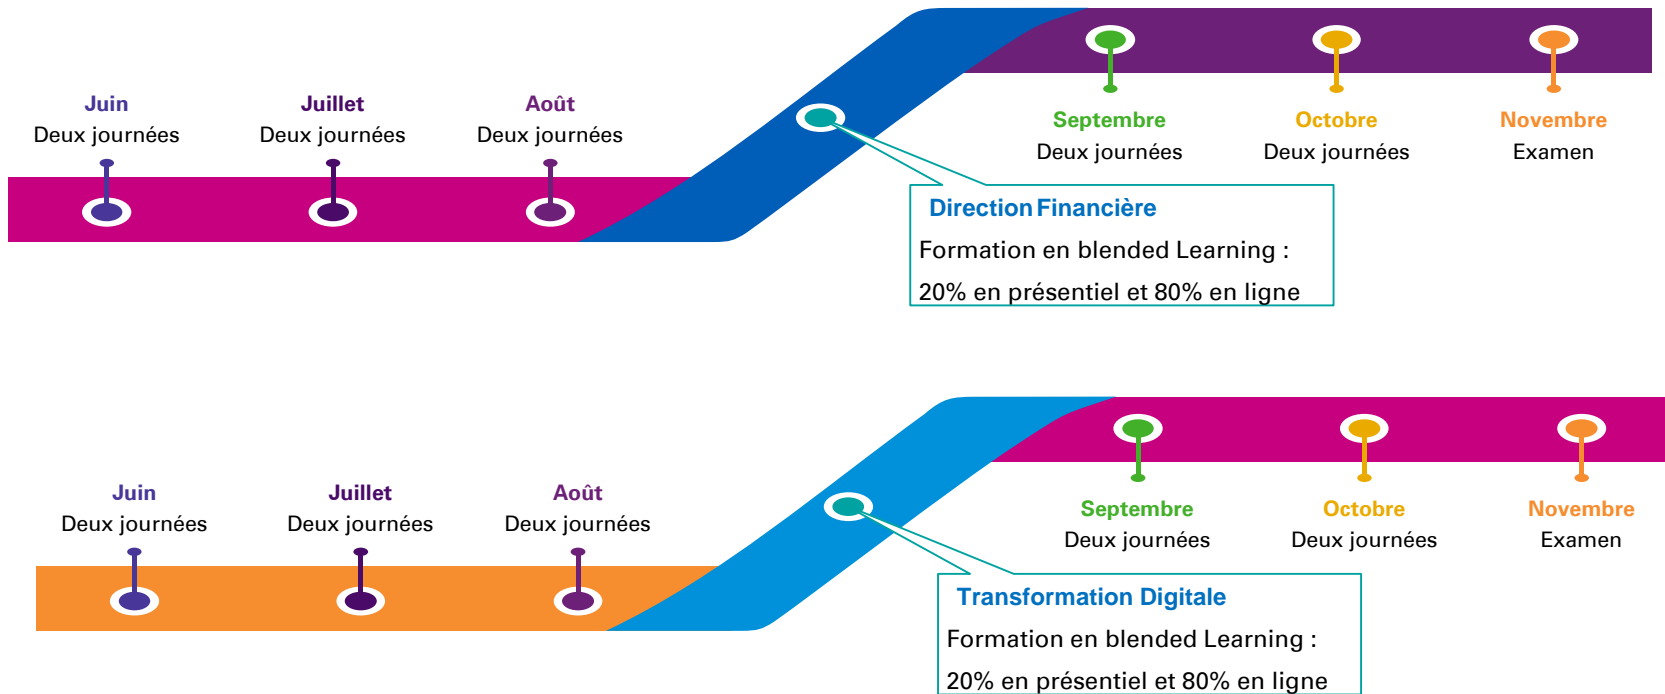 Juin
Deux journées
Juillet
Deux journées
Août
Deux journées
Septembre
Deux journées
Octobre
Deux journées
Novembre
Examen
Direction Financière
Formation en blended Learning :
20% en présentiel et 80% en ligne
Juin
Deux journées
Juillet
Deux journées
Août
Deux journées
Septembre
Deux journées
Octobre
Deux journées
Novembre
Examen
Transformation Digitale
Formation en blended Learning :
20% en présentiel et 80% en ligne